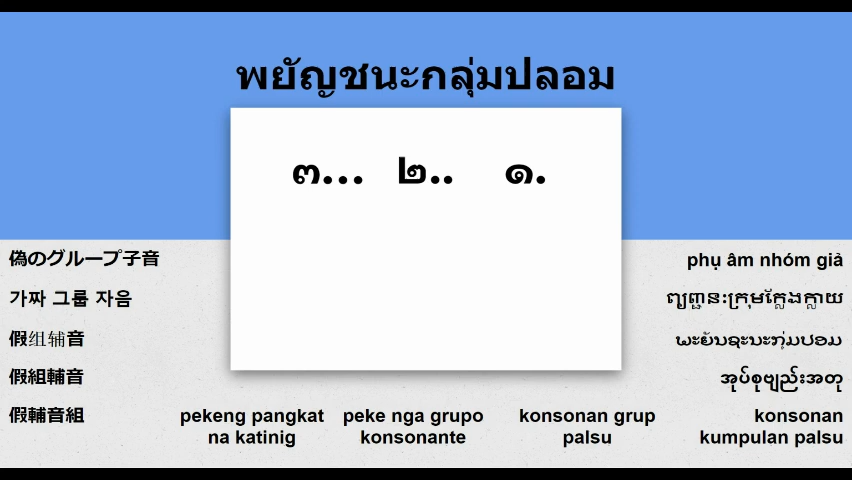 พยัญชนะกลุ่มปลอม
๓... ๒.. ๑.
偽のグループ子音
가짜 그룹 자음
假组辅音
假組輔音
假輔音組
pekeng pangkat
na katinig
peke nga grupo
konsonante
konsonan grup
palsu
konsonan
kumpulan palsu
phụ âm nhóm giả
ព្យញ្ជនៈក្រុមក្លែងក្លាយ
ພະຍັນຊະນະກຸ່ມປອມ
အုပ်စုဗျည်းအတု